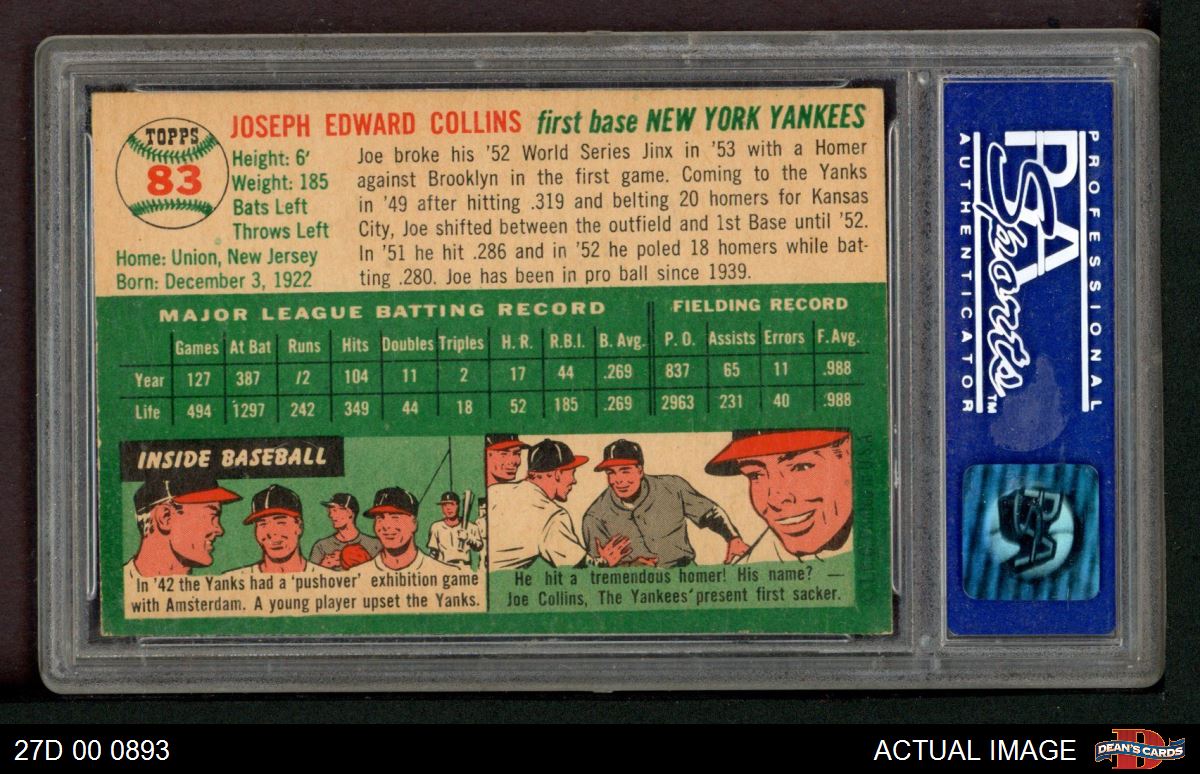 TOPPS
83
JOSEPH EDWARD COLLINS first base NEW YORK YANKEES
Height: 6'
Weight: 185
Bats Left
Throws Left
Home: Union, New Jersey
Born: December 3, 1922
Joe broke his '52 World Series Jinx in '53 with a Homer
against Brooklyn in the first game. Coming to the Yanks
in '49 after hitting .319 and belting 20 homers for Kansas
City, Joe shifted between the outfield and 1st Base until '52.
In '51 he hit .286 and in '52 he poled 18 homers while bat-
ting .280. Joe has been in pro ball since 1939.
MAJOR LEAGUE BATTING RECORD FIELDING RECORD
Games At Bat Runs Hits Doubles Triples H. R. R.B.I. B. Avg. P. O. Assists Errors F. Avg.
Year 127 387 /2 104 11 2 17 44 .269 837 65 11 .988
Life 494 1297 242 349 44 18 52 185 .269 2963 231 40 .988
INSIDE BASEBALL
In '42 the Yanks had a 'pushover' exhibition game
with Amsterdam. A young player upset the Yanks.
He hit a tremendous homer! His name? —
Joe Collins, The Yankees' present first sacker.
PROFESSIONAL
PSA
Sports™
AUTHENTICATOR
PSA
27D 00 0893
ACTUAL IMAGE
DEAN'S CARDS